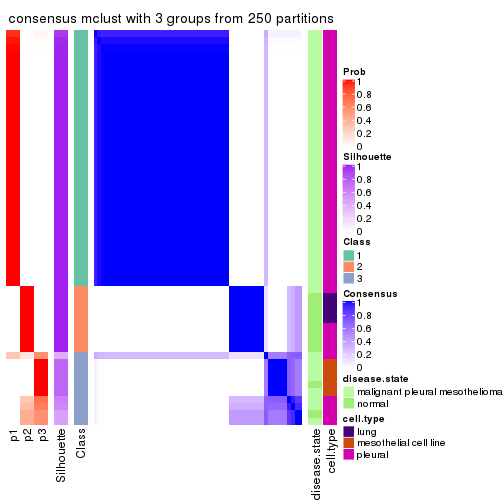 consensus mclust with 3 groups from 250 partitions
Prob
1
0.8
0.6
0.4
0.2
0
Silhouette
1
0.8
0.6
0.4
0.2
0
Class
1
2
3
Consensus
1
0.8
0.6
0.4
0.2
0
disease.state
malignant pleural mesothelioma
normal
cell.type
lung
mesothelial cell line
pleural
p1
p2
p3
Silhouette
Class
disease.state
cell.type